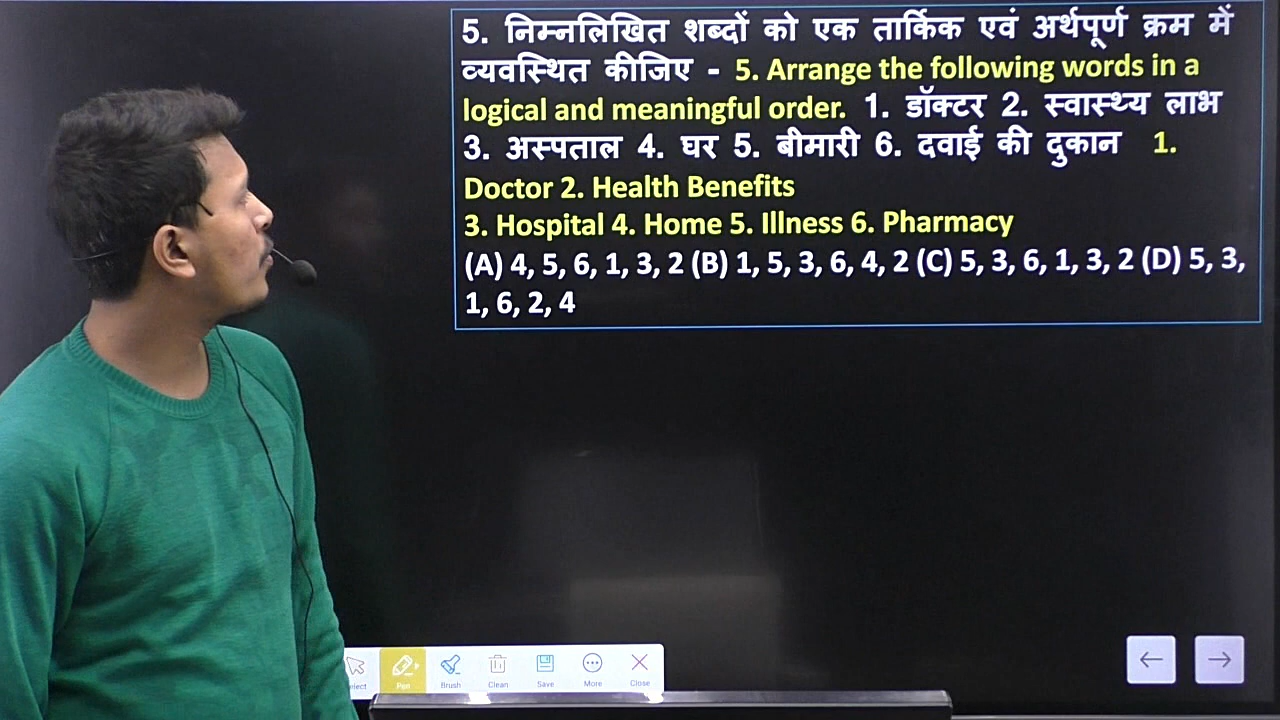 5. निम्नलिखित शब्दों को एक तार्किक एवं अर्थपूर्ण क्रम में
व्यवस्थित कीजिए - 5. Arrange the following words in a
logical and meaningful order. 1. डॉक्टर 2. स्वास्थ्य लाभ
3. अस्पताल 4. घर 5. बीमारी 6. दवाई की दुकान 1.
Doctor 2. Health Benefits
3. Hospital 4. Home 5. Illness 6. Pharmacy
(A) 4, 5, 6, 1, 3, 2 (B) 1, 5, 3, 6, 4, 2 (C) 5, 3, 6, 1, 3, 2 (D) 5, 3,
1, 6, 2, 4
Pen Brush Clean Save More Close